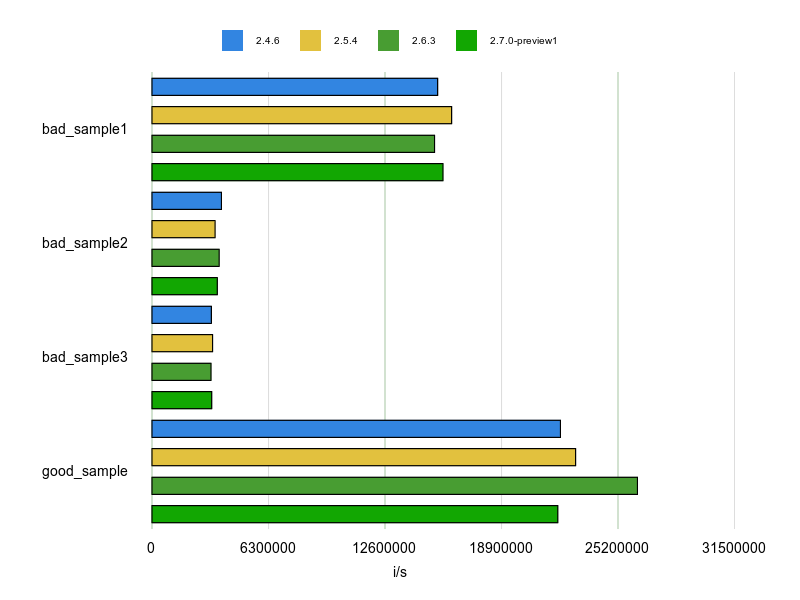 2.4.6 2.5.4 2.6.3 2.7.0-preview1
bad_sample1
bad_sample2
bad_sample3
good_sample
0 6300000 12600000 18900000 25200000 31500000
i/s